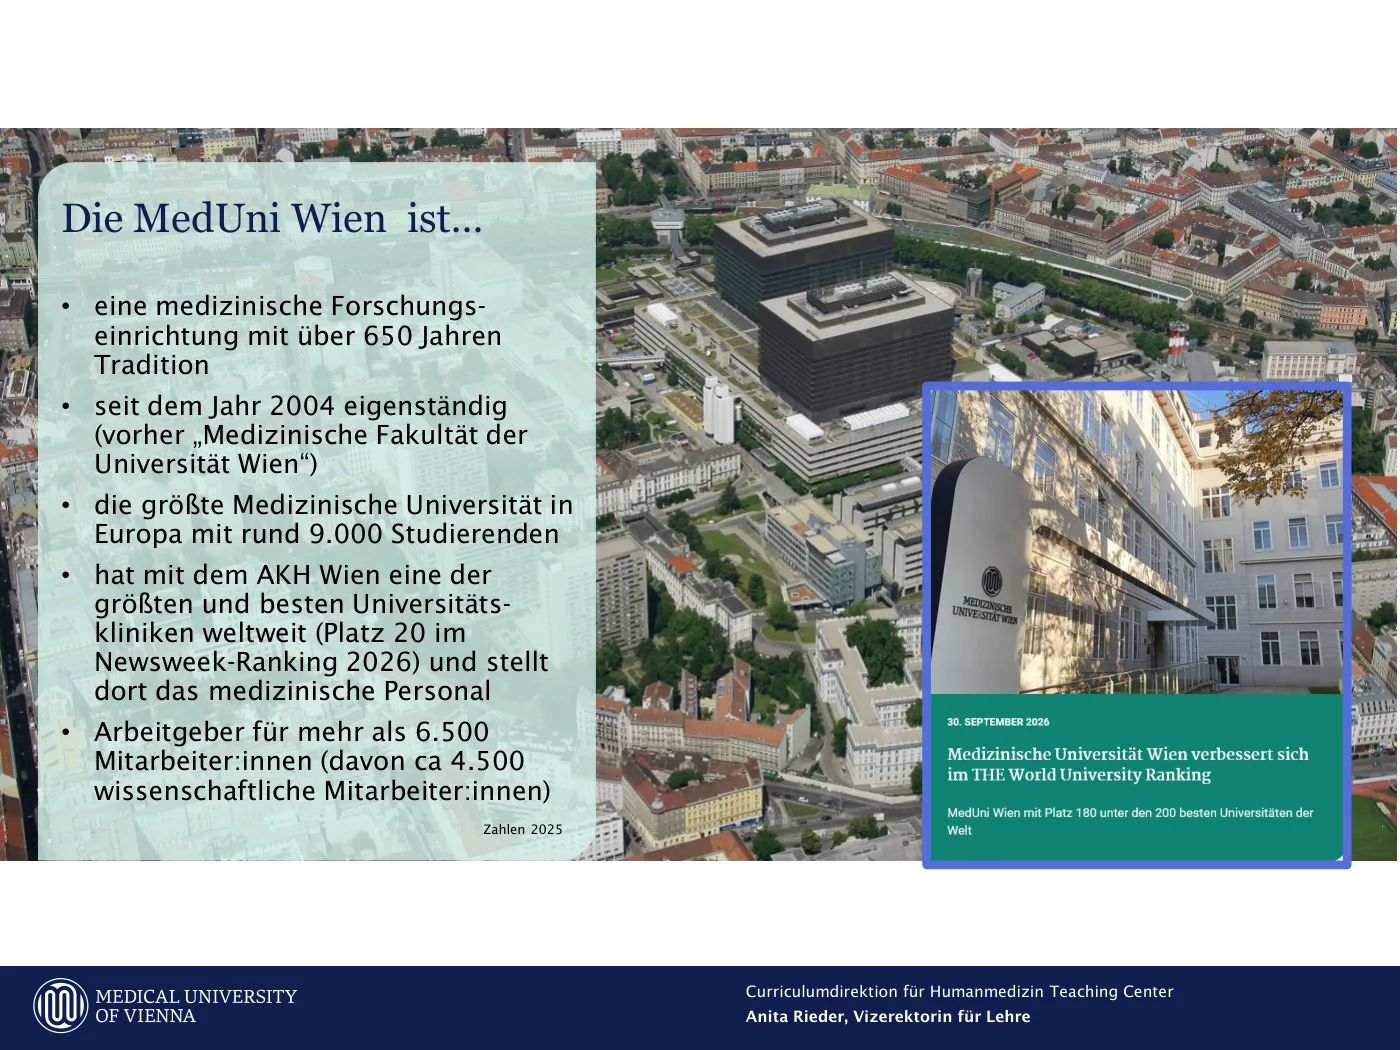 Die MedUni Wien ist...
• eine medizinische Forschungs-
einrichtung mit über 650 Jahren
Tradition
• seit dem Jahr 2004 eigenständig
(vorher „Medizinische Fakultät der
Universität Wien“)
• die größte Medizinische Universität in
Europa mit rund 9.000 Studierenden
• hat mit dem AKH Wien eine der
größten und besten Universitäts-
kliniken weltweit (Platz 20 im
Newsweek-Ranking 2026) und stellt
dort das medizinische Personal
• Arbeitgeber für mehr als 6.500
Mitarbeiter:innen (davon ca 4.500
wissenschaftliche Mitarbeiter:innen)
Zahlen 2025
MEDIZINISCHE
UNIVERSITÄT WIEN
30. SEPTEMBER 2026
Medizinische Universität Wien verbessert sich
im THE World University Ranking
MedUni Wien mit Platz 180 unter den 200 besten Universitäten der
Welt
MEDICAL UNIVERSITY
OF VIENNA
Curriculumdirektion für Humanmedizin Teaching Center
Anita Rieder, Vizerektorin für Lehre